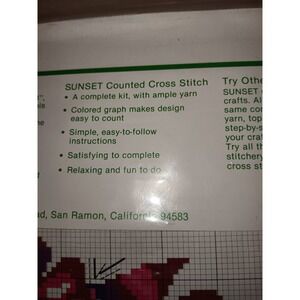 SUNSET Counted Cross Stitch
• A complete kit, with ample yarn
• Colored graph makes design
easy to count
• Simple, easy-to-follow
instructions
• Satisfying to complete
• Relaxing and fun to do
Try Othe
SUNSET
crafts. Al
same co
yarn, top
step-by-s
your craf
Try all th
stitchery
cross st
d, San Ramon, California 94583